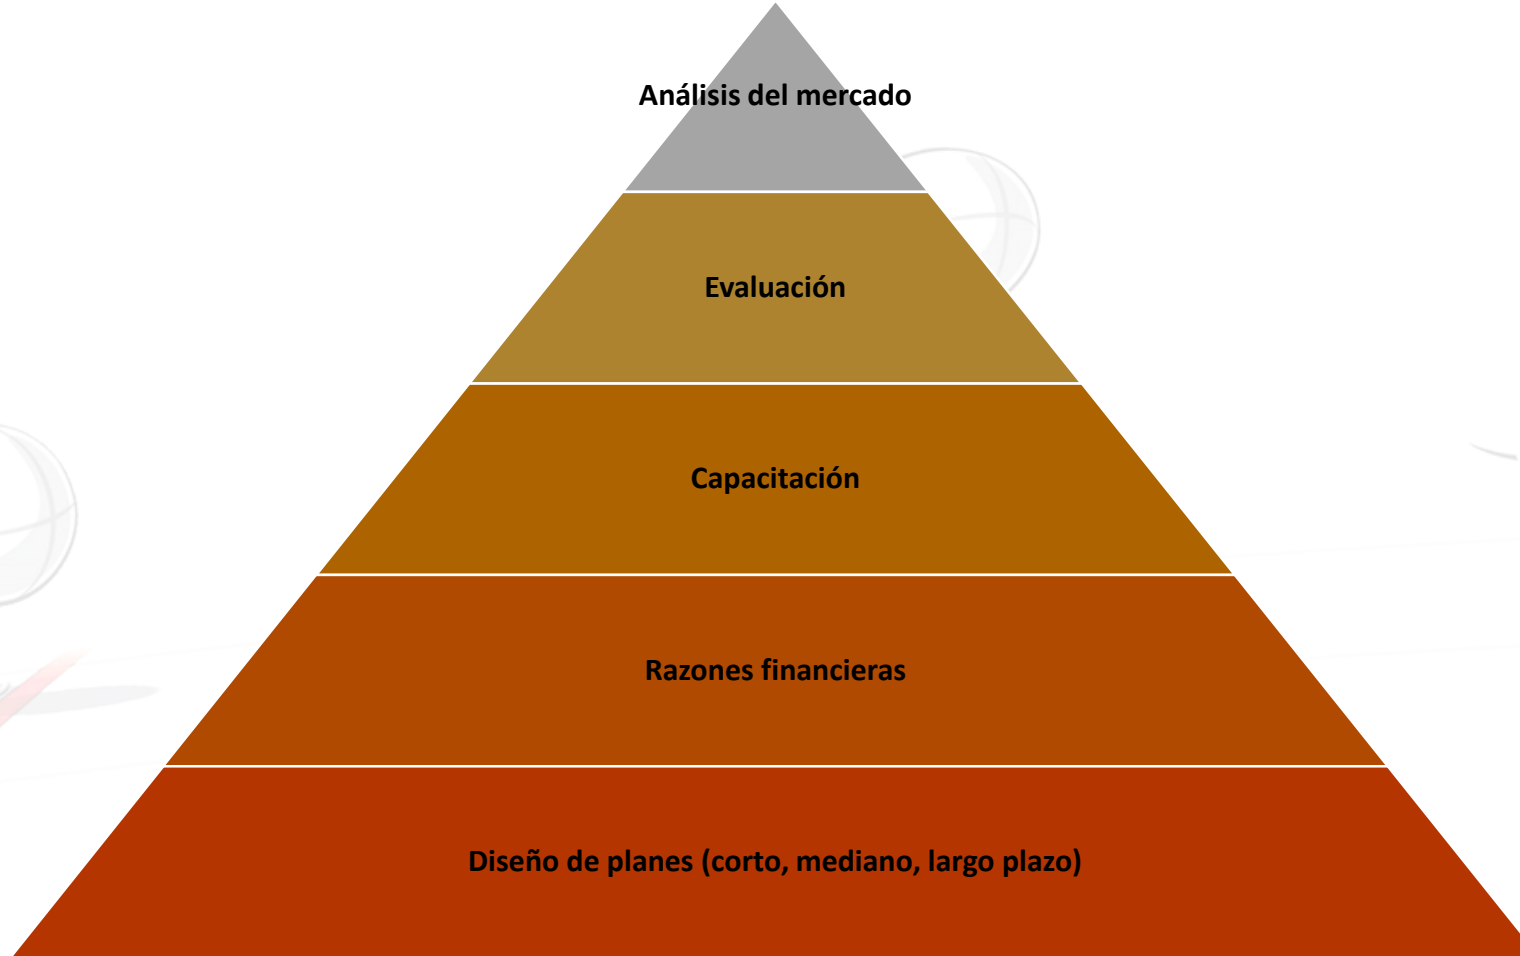 Análisis del mercado
Evaluación
Capacitación
Razones financieras
Diseño de planes (corto, mediano, largo plazo)